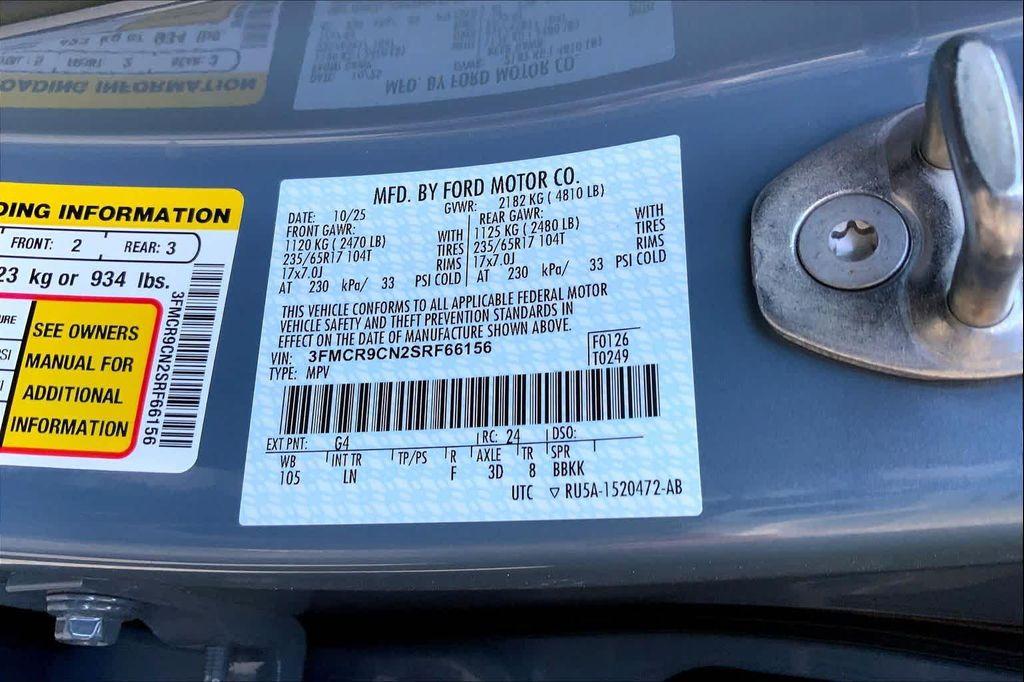 DING INFORMATION
FRONT: 2 REAR: 3
23 kg or 934 lbs.
SEE OWNERS
MANUAL FOR
ADDITIONAL
INFORMATION
3FMCR9CN2SRF66156
MFD. BY FORD MOTOR CO.
DATE: 10/25 GVWR: 2182 KG ( 4810 LB)
FRONT GAWR: REAR GAWR:
1120 KG (2470 LB) WITH 1125 KG (2480 LB) WITH
235/65R17 104T TIRES 235/65R17 104T TIRES
17x7.0J RIMS 17x7.0J RIMS
AT 230 kPa/ 33 PSI COLD AT 230 kPa/ 33 PSI COLD
THIS VEHICLE CONFORMS TO ALL APPLICABLE FEDERAL MOTOR
VEHICLE SAFETY AND THEFT PREVENTION STANDARDS IN
EFFECT ON THE DATE OF MANUFACTURE SHOWN ABOVE.
VIN: 3FMCR9CN2SRF66156 F0126
TYPE: MPV T0249
EXT PNT: G4 RC: 24 DSO:
WB INT TR TP/PS R AXLE TR SPR
105 LN F 3D 8 BBKK
UTC ▽ RU5A-1520472-AB